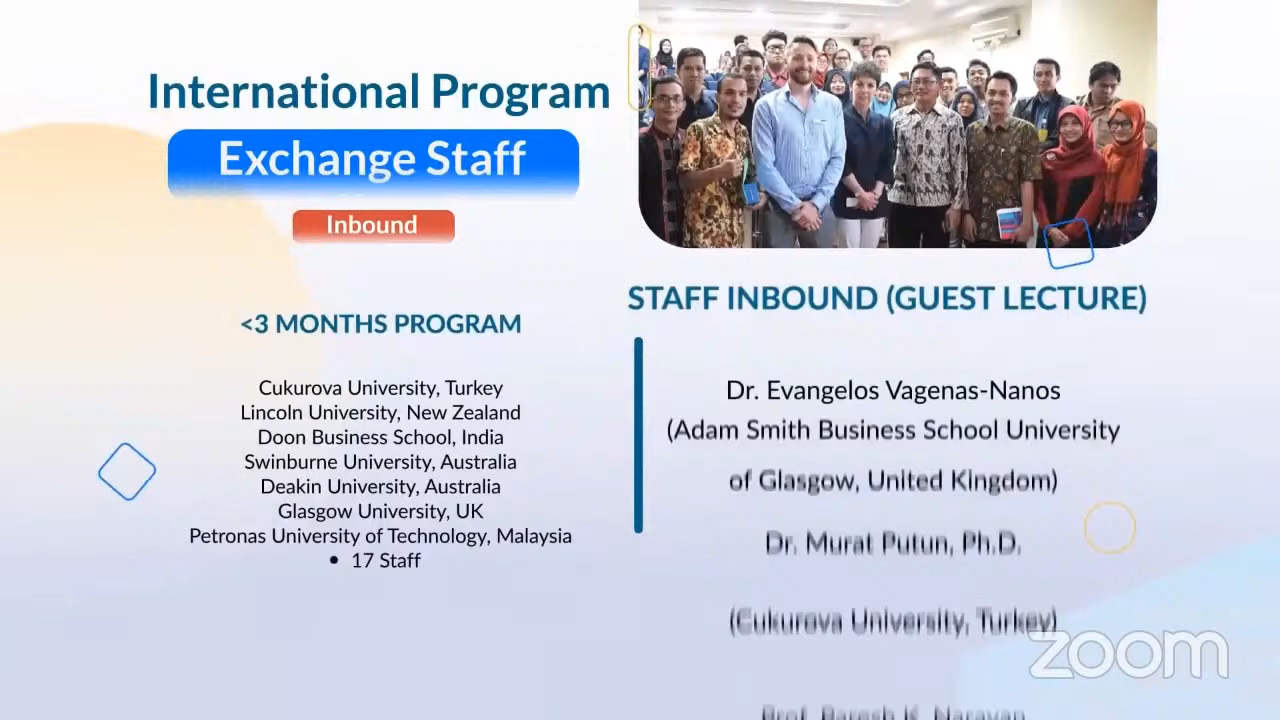 International Program
Exchange Staff
Inbound
<3 MONTHS PROGRAM
Cukurova University, Turkey
Lincoln University, New Zealand
Doon Business School, India
Swinburne University, Australia
Deakin University, Australia
Glasgow University, UK
Petronas University of Technology, Malaysia
• 17 Staff
STAFF INBOUND (GUEST LECTURE)
Dr. Evangelos Vagenas-Nanos
(Adam Smith Business School University
of Glasgow, United Kingdom)
Dr. Murat Putun, Ph.D.
(Cukurova University, Turkey)
Prof. K. Narayan
zoom